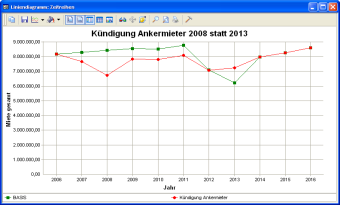 Liniendiagramm: Zeitreihen
Kündigung Ankermieter 2008 statt 2013
Miete gesamt
9.000.000,00
8.000.000,00
7.000.000,00
6.000.000,00
5.000.000,00
4.000.000,00
3.000.000,00
2.000.000,00
1.000.000,00
0,00
2006 2007 2008 2009 2010 2011 2012 2013 2014 2015 2016
Jahr
BASIS
Kündigung Ankermieter